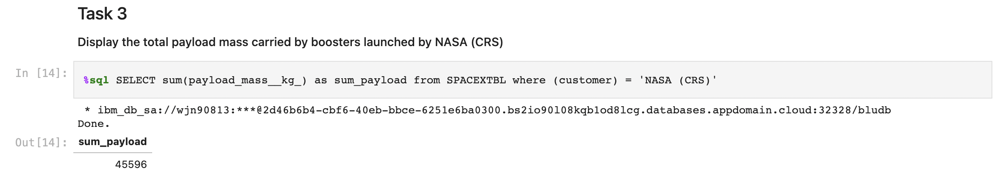 Task 3
Display the total payload mass carried by boosters launched by NASA (CRS)
In [14]:
%sql SELECT sum(payload_mass__kg_) as sum_payload from SPACEXTBL where (customer) = 'NASA (CRS)'
* ibm_db_sa://wjn90813:***@2d46b6b4-cbf6-40eb-bbce-6251e6ba0300.bs2io90l08kqb1od8lcg.databases.appdomain.cloud:32328/bludb
Done.
Out[14]:
sum_payload
45596